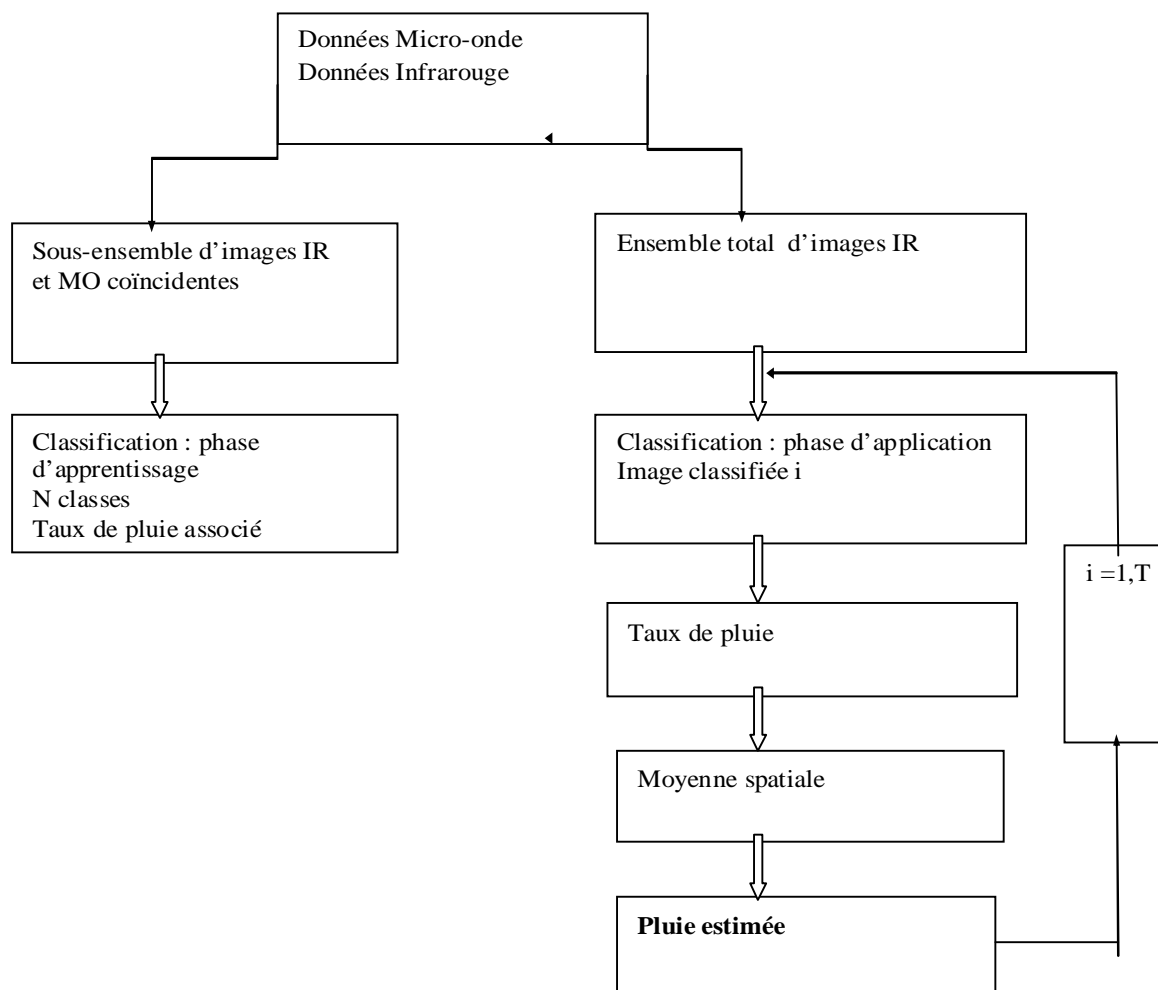 Données Micro-onde
Données Infrarouge
Sous-ensemble d’images IR
et MO coïncidentes
Ensemble total d’images IR
Classification : phase
d’apprentissage
N classes
Taux de pluie associé
Classification : phase d’application
Image classifiée i
i =1,T
Taux de pluie
Moyenne spatiale
Pluie estimée